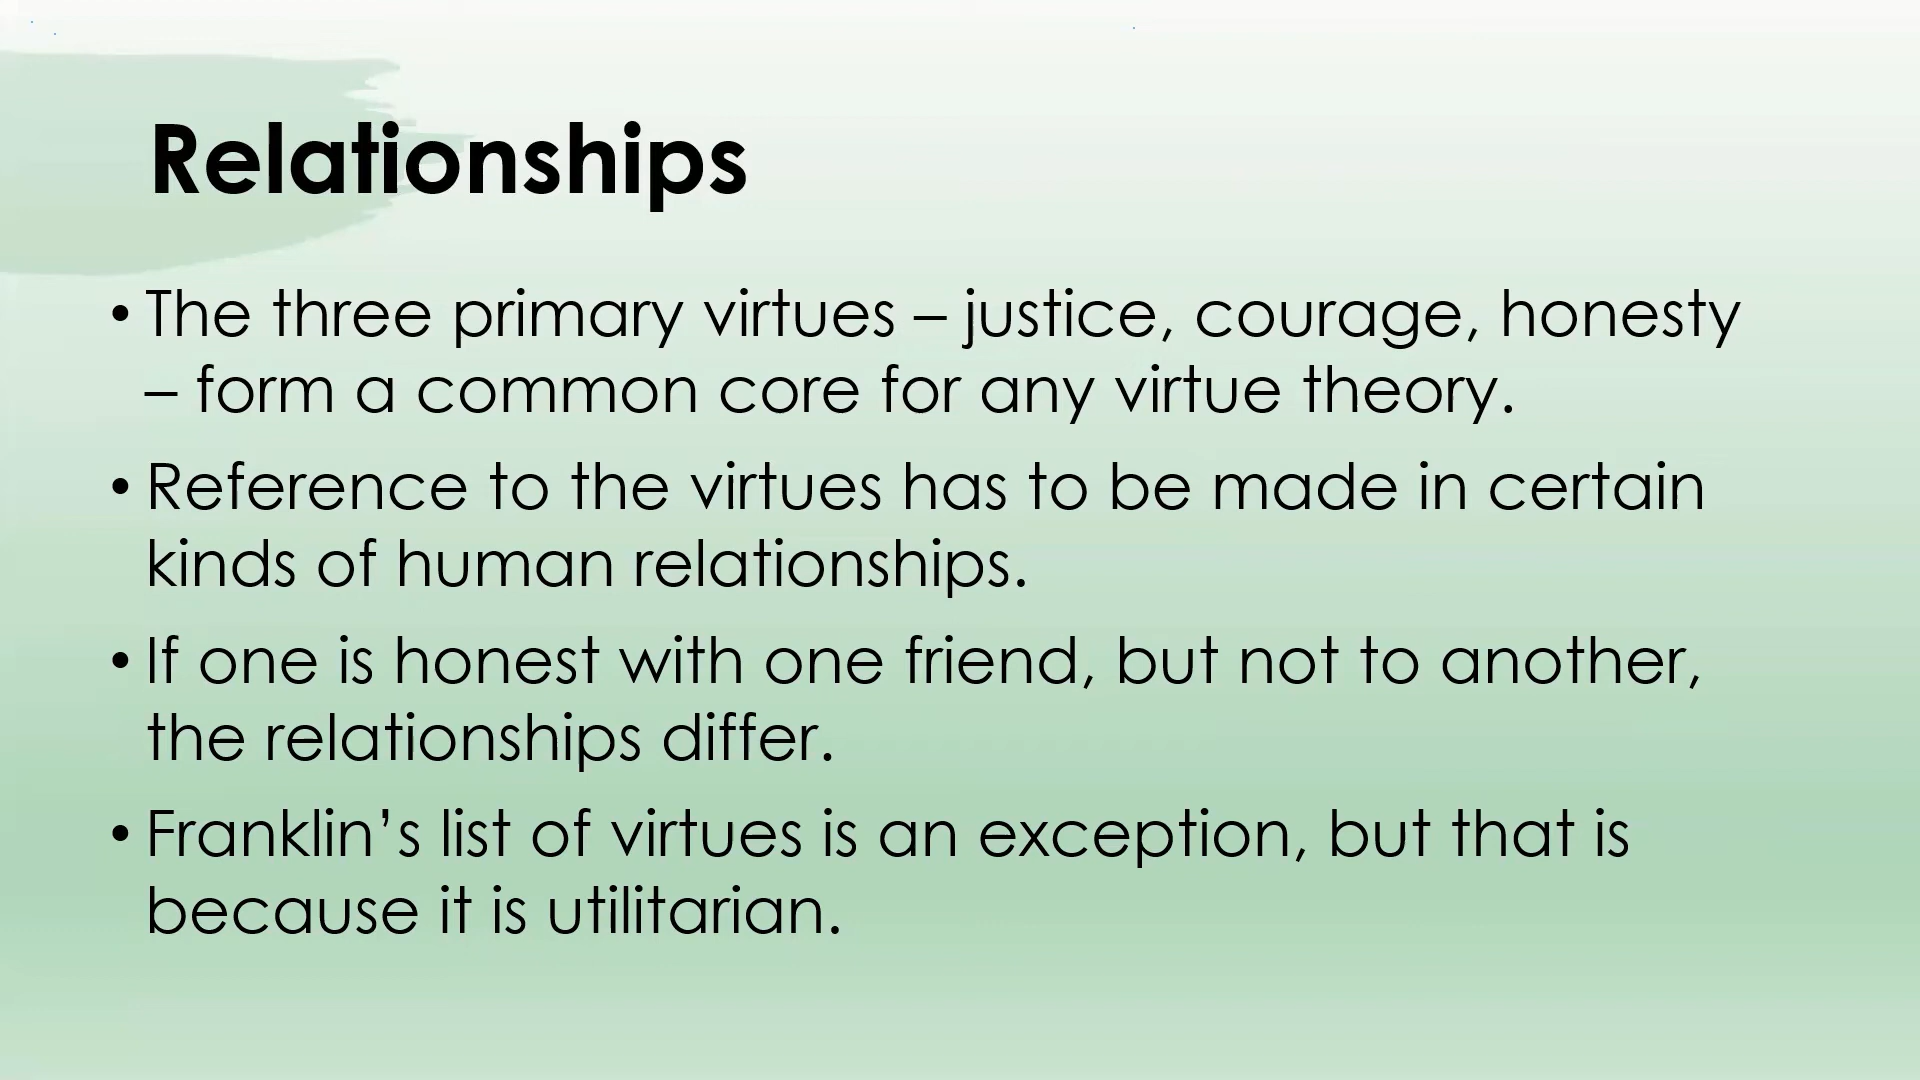 Relationships
• The three primary virtues – justice, courage, honesty
– form a common core for any virtue theory.
• Reference to the virtues has to be made in certain
kinds of human relationships.
• If one is honest with one friend, but not to another,
the relationships differ.
• Franklin’s list of virtues is an exception, but that is
because it is utilitarian.